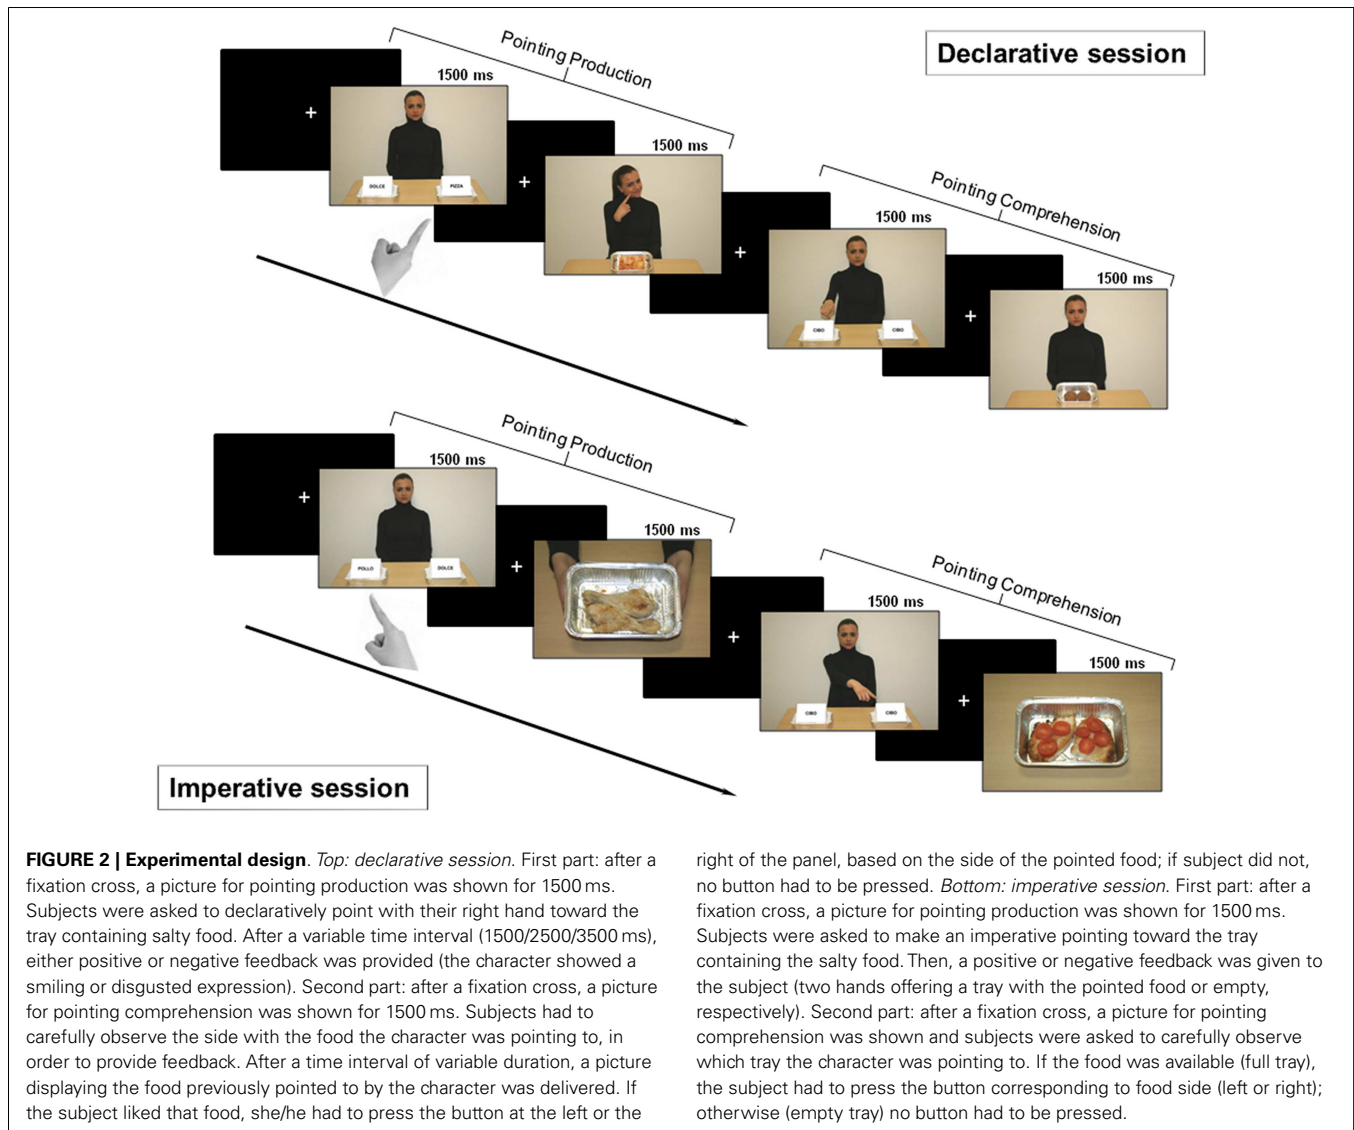 Declarative session
Pointing Production
1500 ms
DOLCE
PIZZA
1500 ms
Pointing Comprehension
1500 ms
CIBO
CIBO
1500 ms
Pointing Production
1500 ms
POLLO
DOLCE
1500 ms
Pointing Comprehension
1500 ms
CIBO
CIBO
1500 ms
Imperative session
FIGURE 2 | Experimental design. Top: declarative session. First part: after a
fixation cross, a picture for pointing production was shown for 1500 ms.
Subjects were asked to declaratively point with their right hand toward the
tray containing salty food. After a variable time interval (1500/2500/3500 ms),
either positive or negative feedback was provided (the character showed a
smiling or disgusted expression). Second part: after a fixation cross, a picture
for pointing comprehension was shown for 1500 ms. Subjects had to
carefully observe the side with the food the character was pointing to, in
order to provide feedback. After a time interval of variable duration, a picture
displaying the food previously pointed to by the character was delivered. If
the subject liked that food, she/he had to press the button at the left or the
right of the panel, based on the side of the pointed food; if subject did not,
no button had to be pressed. Bottom: imperative session. First part: after a
fixation cross, a picture for pointing production was shown for 1500 ms.
Subjects were asked to make an imperative pointing toward the tray
containing the salty food. Then, a positive or negative feedback was given to
the subject (two hands offering a tray with the pointed food or empty,
respectively). Second part: after a fixation cross, a picture for pointing
comprehension was shown and subjects were asked to carefully observe
which tray the character was pointing to. If the food was available (full tray),
the subject had to press the button corresponding to food side (left or right);
otherwise (empty tray) no button had to be pressed.